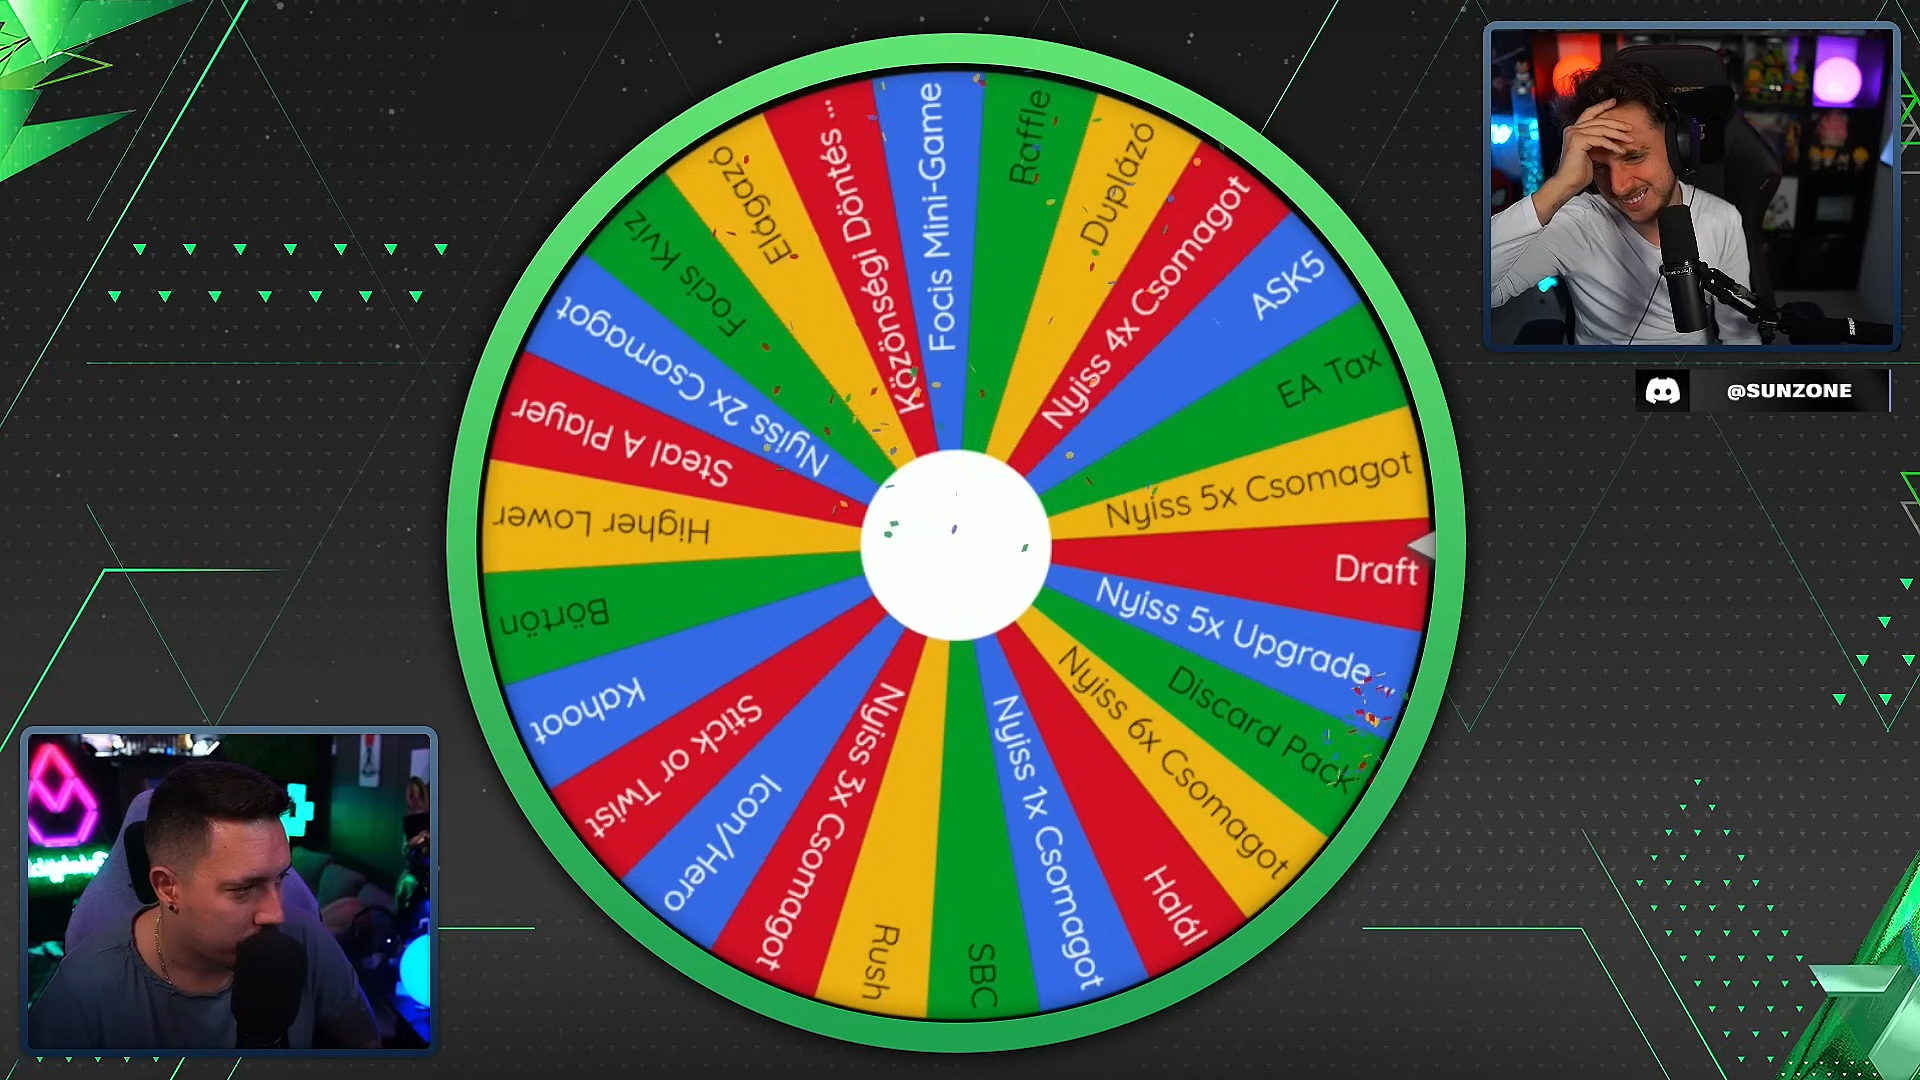 Focis Mini-Game
Raffle
Duplázó
Nyiss 4x Csomagot
ASK5
EA Tax
Nyiss 5x Csomagot
Draft
Nyiss 5x Upgrade...
Discard Pack
Nyiss 6x Csomagot
Halál
Nyiss 1x Csomagot
SBC
Rush
Nyiss 3x Csomagot
Icon/Hero
Stick or Twist
Kahoot
Börtön
Higher Lower
Steal A Player
Nyiss 2x Csomagot
Focis Kvíz
Elágazó
Közönségi Döntés ...
@SUNZONE